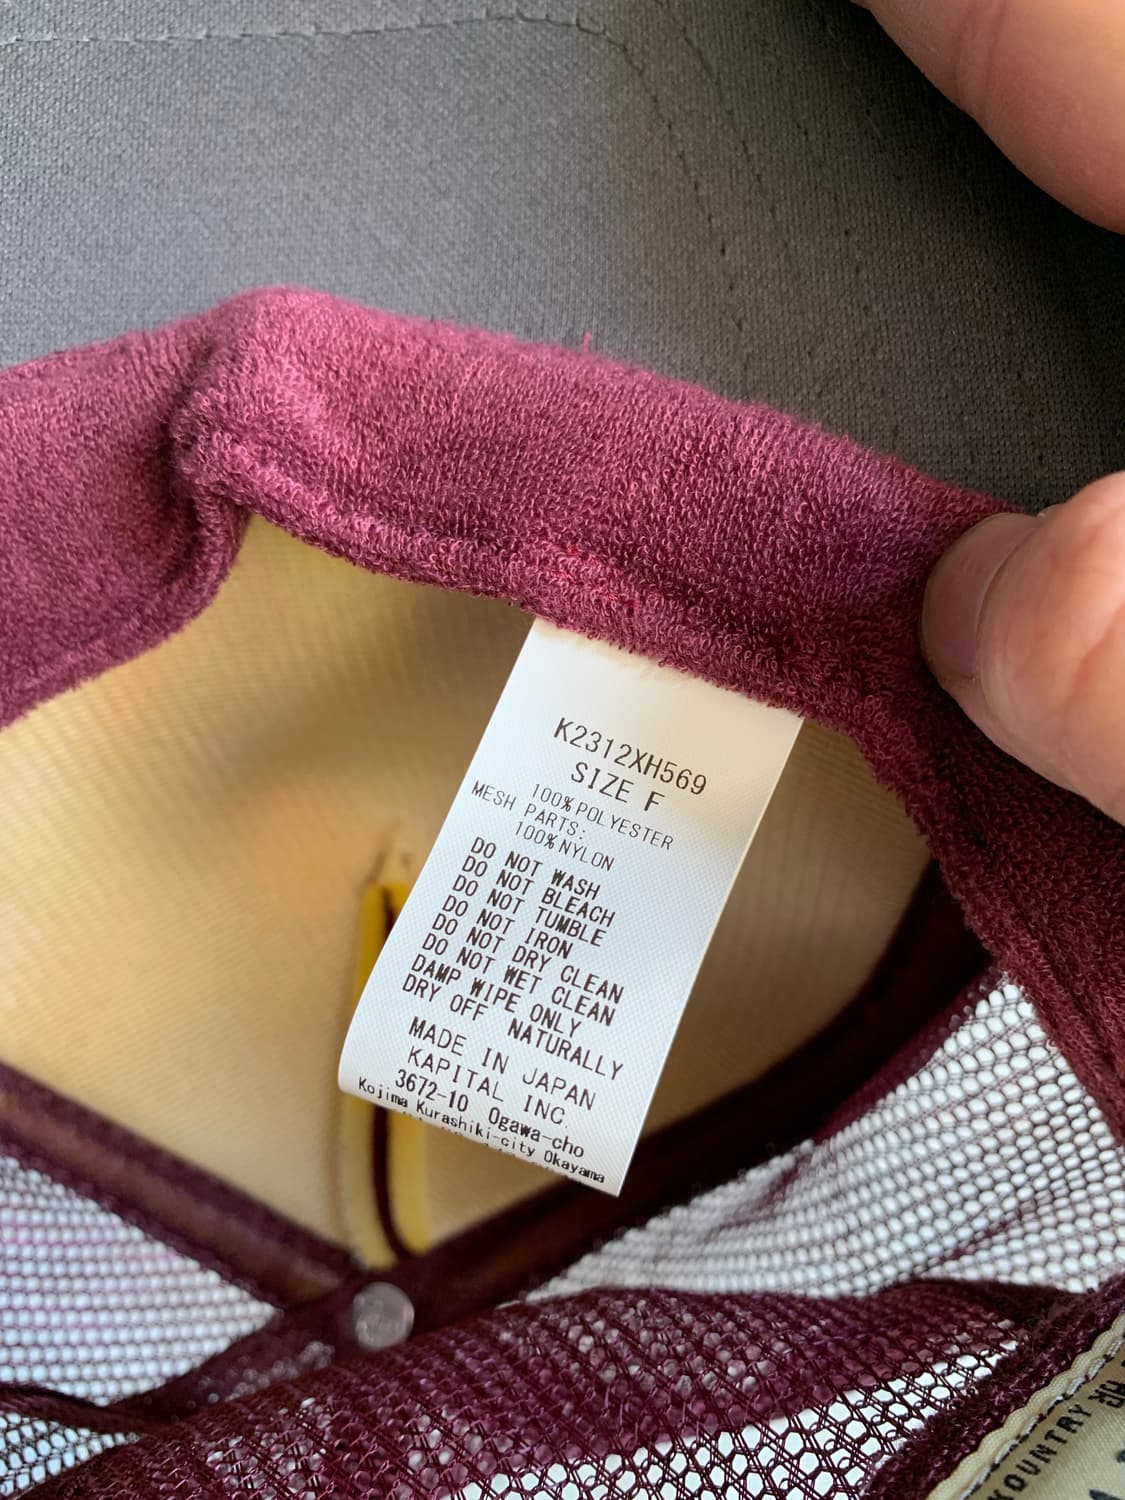 K2312XH569
SIZE F
100%POLYESTER
MESH PARTS:
100%NYLON
DO NOT WASH
DO NOT BLEACH
DO NOT TUMBLE
DO NOT IRON
DO NOT DRY CLEAN
DO NOT WET CLEAN
DAMP WIPE ONLY
DRY OFF NATURALLY
MADE IN JAPAN
KAPITAL INC.
3672-10 Ogawa-cho
Kojima Kurashiki-city Okayama
KOUNTRY